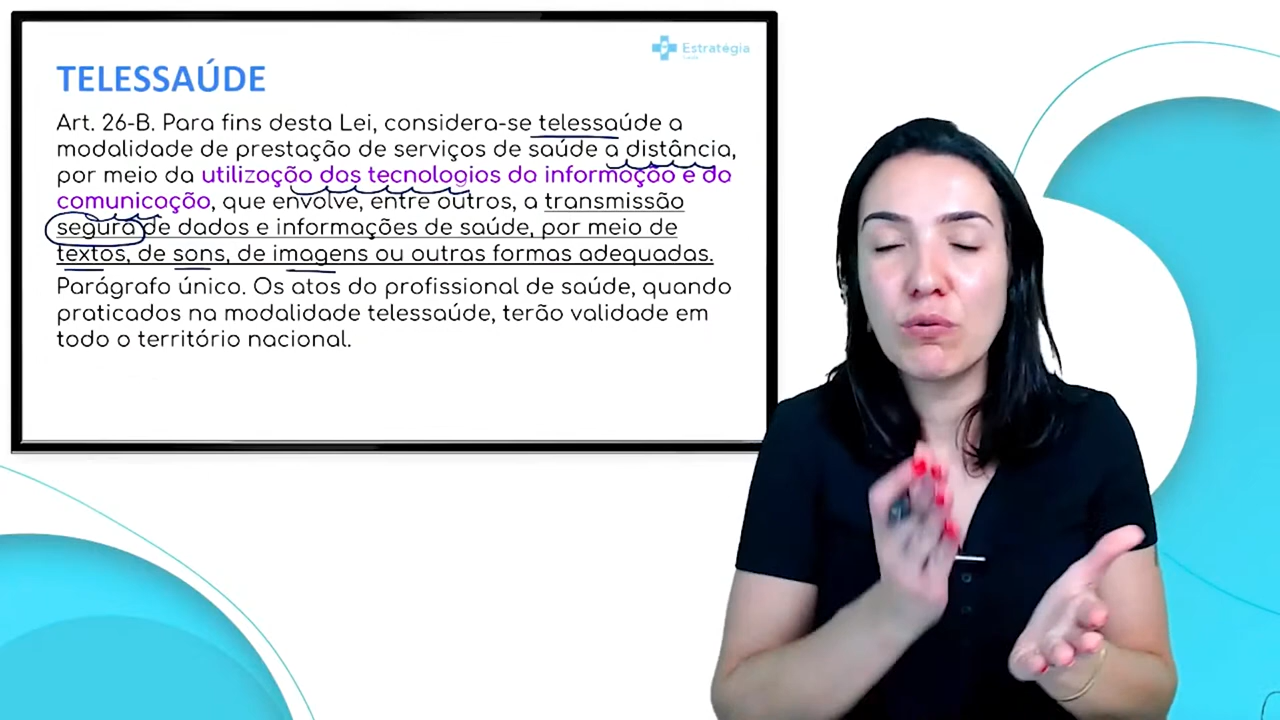 Estratégia
TELESSAÚDE
Art. 26-B. Para fins desta Lei, considera-se telessaúde a
modalidade de prestação de serviços de saúde a distância,
por meio da utilização das tecnologias da informação e da
comunicação, que envolve, entre outros, a transmissão
segura de dados e informações de saúde, por meio de
textos, de sons, de imagens ou outras formas adequadas.
Parágrafo único. Os atos do profissional de saúde, quando
praticados na modalidade telessaúde, terão validade em
todo o território nacional.